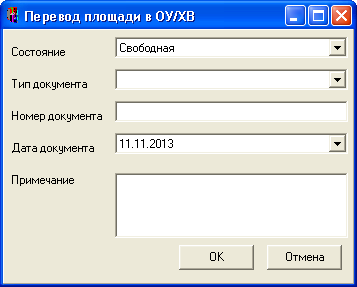 Перевод площади в ОУ/ХВ
Состояние Свободная
Тип документа
Номер документа
Дата документа 11.11.2013
Примечание
OK Отмена